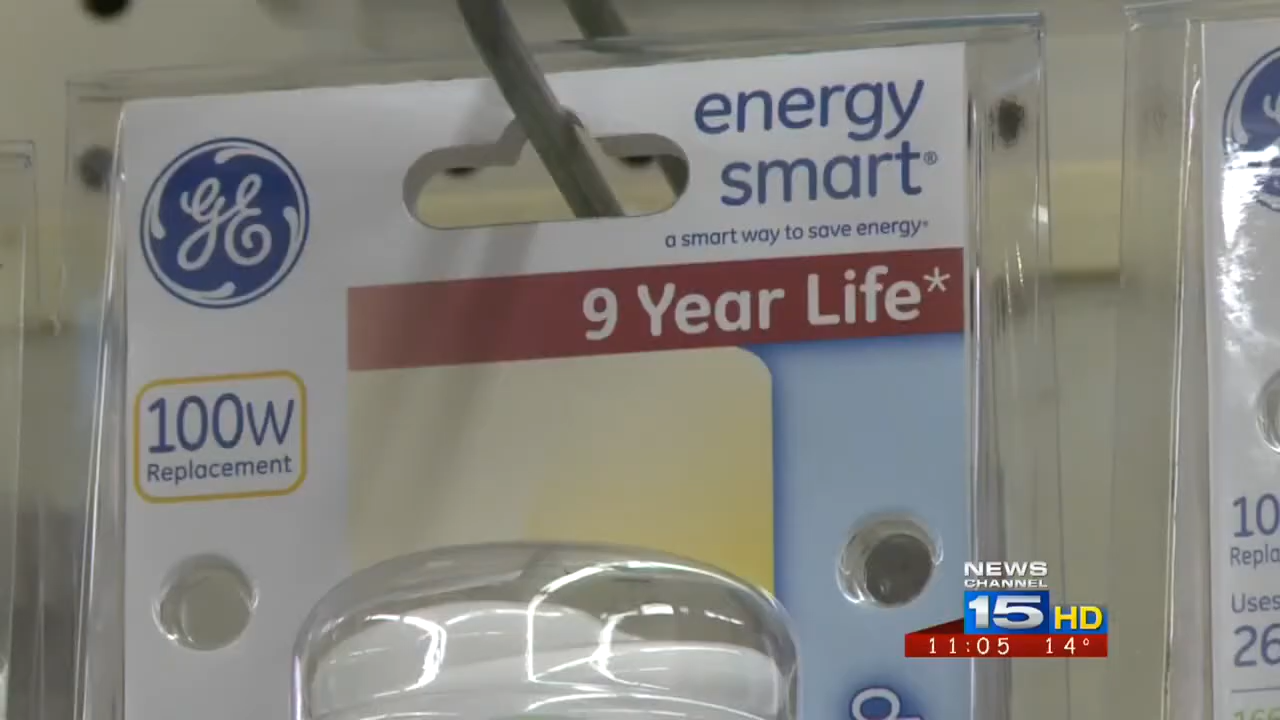 GE
energy
smart®
a smart way to save energy®
9 Year Life*
100W
Replacement
10
Repla
Uses
26
NEWS
CHANNEL
15 HD
11:05 14°